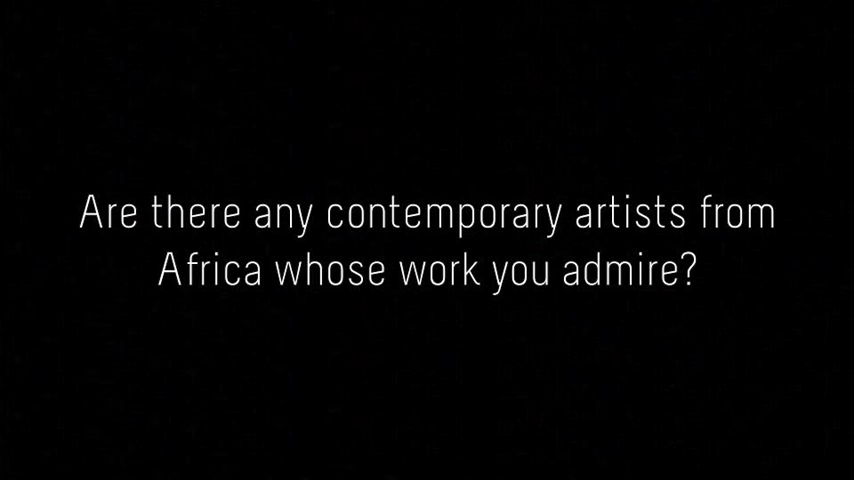 Are there any contemporary artists from
Africa whose work you admire?